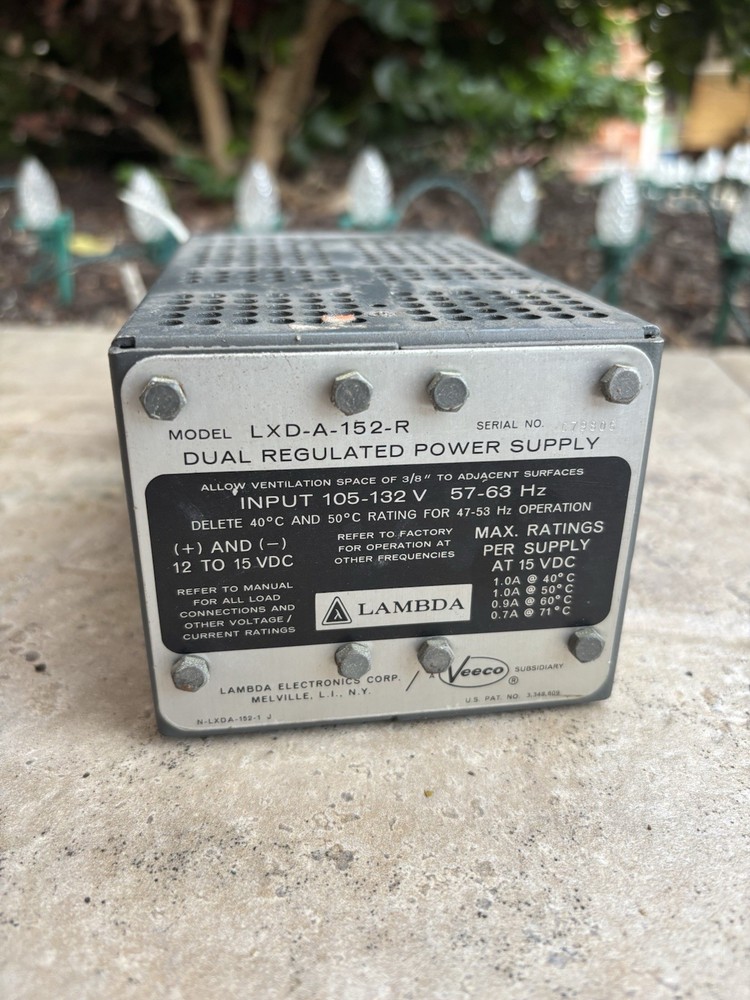 MODEL LXD-A-152-R SERIAL NO.
DUAL REGULATED POWER SUPPLY
ALLOW VENTILATION SPACE OF 3/8" TO ADJACENT SURFACES
INPUT 105-132 V 57-63 Hz
DELETE 40°C AND 50°C RATING FOR 47-53 Hz OPERATION
(+) AND (-)
12 TO 15 VDC
REFER TO MANUAL
FOR ALL LOAD
CONNECTIONS AND
OTHER VOLTAGE/
CURRENT RATINGS
REFER TO FACTORY
FOR OPERATION AT
OTHER FREQUENCIES
MAX. RATINGS
PER SUPPLY
AT 15 VDC
1.0A @ 40°C
1.0A @ 50°C
0.9A @ 60°C
0.7A @ 71°C
λ LAMBDA
LAMBDA ELECTRONICS CORP. / A Veeco ® SUBSIDIARY
MELVILLE, L.I., N.Y.
U.S. PAT. NO.
N-LXDA-152-1 J